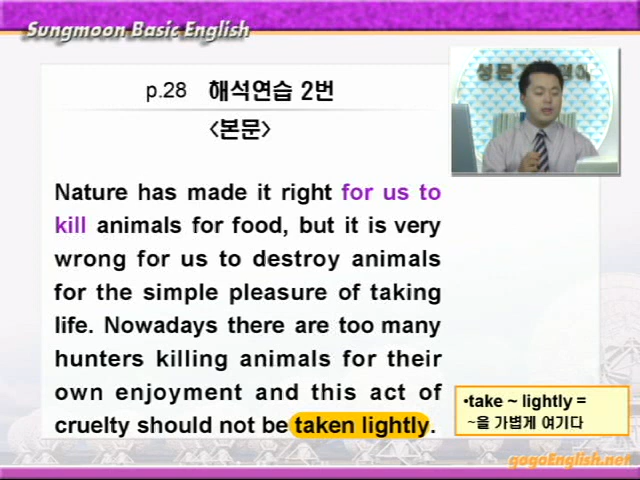 Sungmoon Basic English
p.28 해석연습 2번
<본문>
Nature has made it right for us to
kill animals for food, but it is very
wrong for us to destroy animals
for the simple pleasure of taking
life. Nowadays there are too many
hunters killing animals for their
own enjoyment and this act of
cruelty should not be taken lightly.
•take ~ lightly =
~을 가볍게 여기다
gogoEnglish.net